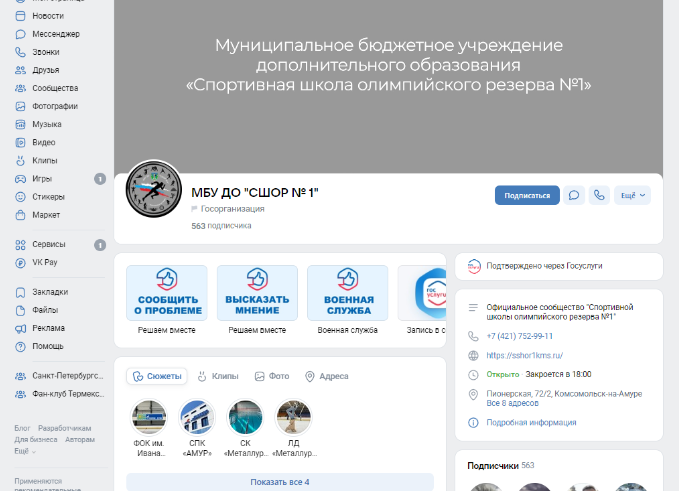 Новости
Мессенджер
Звонки
Друзья
Сообщества
Фотографии
Музыка
Видео
Клипы
Игры 1
Стикеры
Маркет
Сервисы 1
VK Pay
Закладки
Файлы
Реклама
Помощь
Санкт-Петербургс...
Фан-клуб Термекс...
Блог Разработчикам
Для бизнеса Авторам
Ещё
Применяются
Муниципальное бюджетное учреждение
дополнительного образования
«Спортивная школа олимпийского резерва №1»
МБУ ДО "СШОР № 1"
Госорганизация
563 подписчика
Подписаться
Ещё
СООБЩИТЬ
О ПРОБЛЕМЕ
Решаем вместе
ВЫСКАЗАТЬ
МНЕНИЕ
Решаем вместе
ВОЕННАЯ
СЛУЖБА
Военная служба
гос
услуги
Запись в с
Сюжеты
Клипы
Фото
Адреса
ФОК им.
Ивана...
СПК
«АМУР»
СК
«Металлур...
ЛД
«Металлур...
Показать все 4
Подтверждено через Госуслуги
Официальное сообщество "Спортивной
школы олимпийского резерва №1"
+7 (421) 752-99-11
https://sshor1kms.ru/
Открыто · Закроется в 18:00
Пионерская, 72/2, Комсомольск-на-Амуре
Все 8 адресов
Подробная информация
Подписчики 563